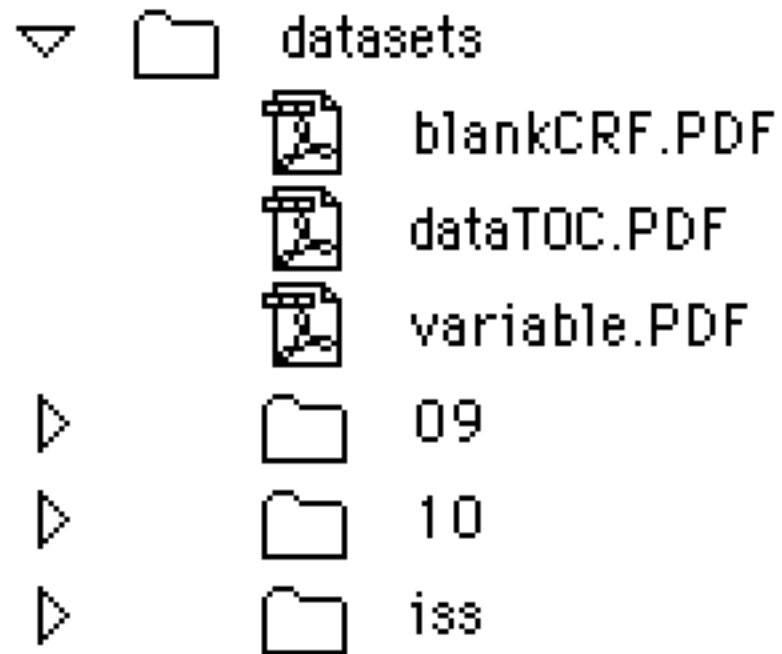 datasets
blankCRF.PDF
dataTOC.PDF
variable.PDF
09
10
iss